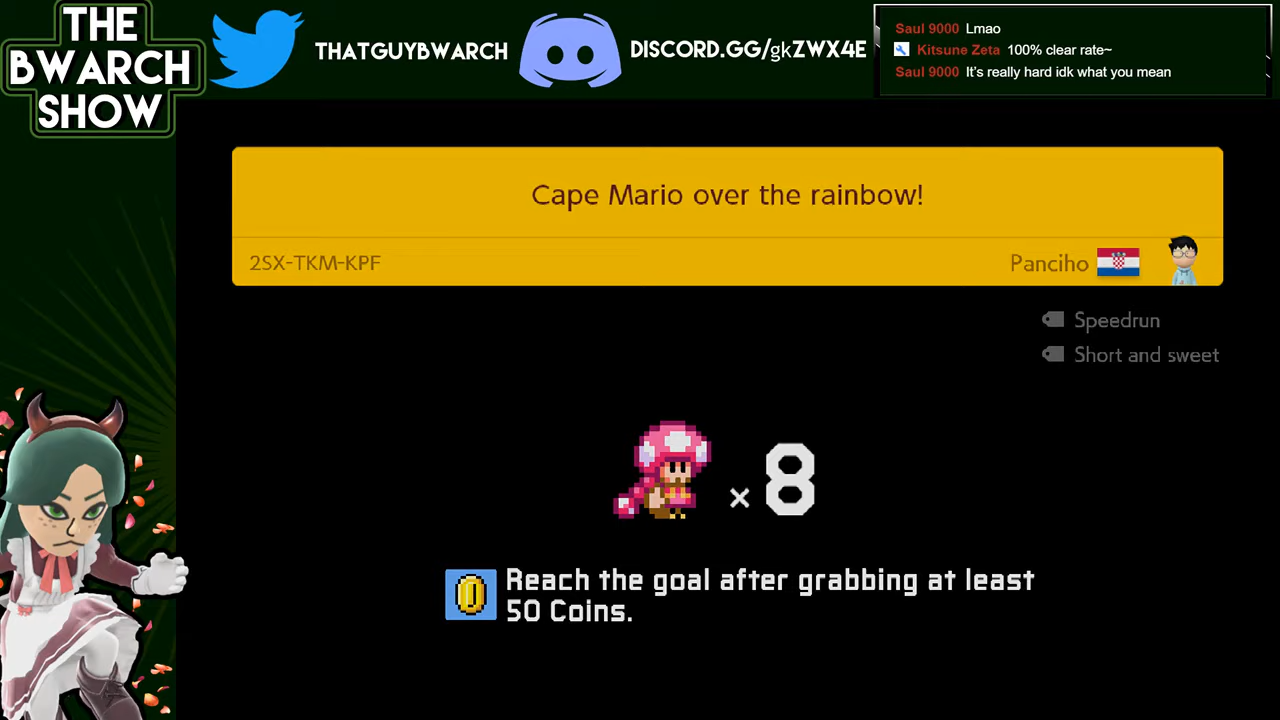 THE
BWARCH
SHOW
THATGUYBWARCH
DISCORD.GG/gkZWX4E
Saul 9000 Lmao
Kitsune Zeta 100% clear rate~
Saul 9000 It's really hard idk what you mean
Cape Mario over the rainbow!
2SX-TKM-KPF
Panciho
Speedrun
Short and sweet
× 8
Reach the goal after grabbing at least
50 Coins.